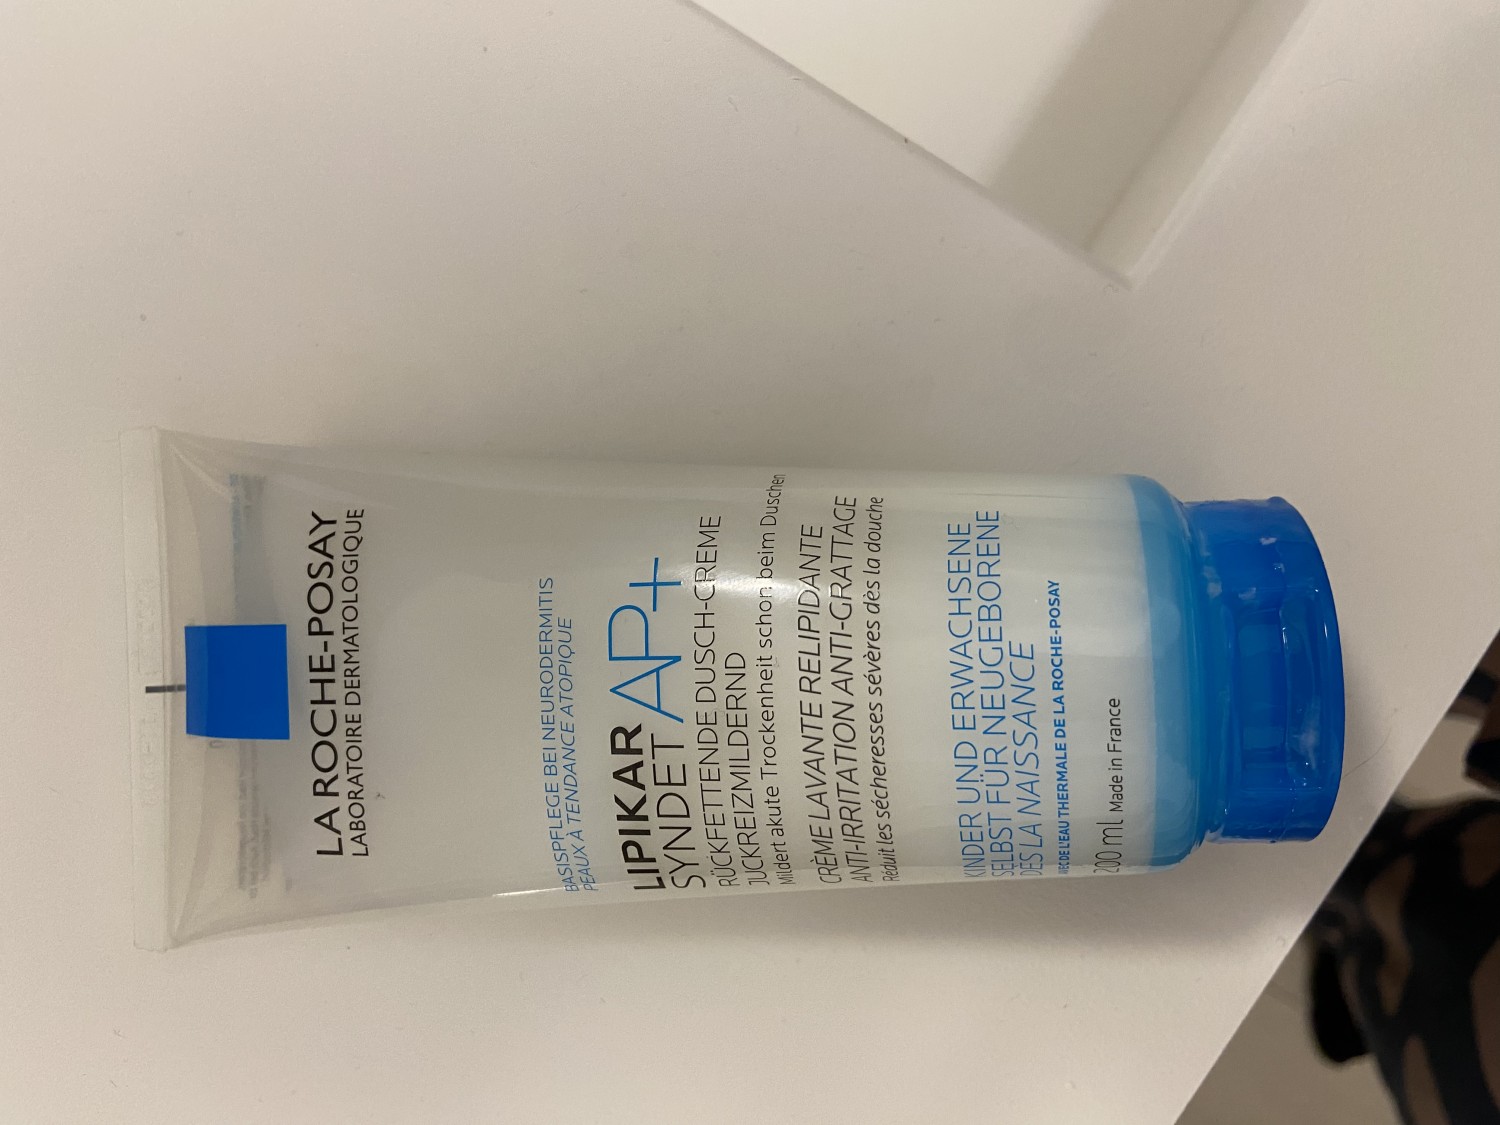 LA ROCHE-POSAY
LABORATOIRE DERMATOLOGIQUE
BASISPFLEGE BEI NEURODERMITIS
PEAUX À TENDANCE ATOPIQUE
LIPIKAR
SYNDET AP+
RÜCKFETTENDE DUSCH-CREME
JUCKREIZMILDERND
Mildert akute Trockenheit schon beim Duschen
CRÈME LAVANTE RELIPIDANTE
ANTI-IRRITATION ANTI-GRATTAGE
Réduit les sécheresses sévères dès la douche
KINDER UND ERWACHSENE
SELBST FÜR NEUGEBORENE
DÈS LA NAISSANCE
AVEC DE L'EAU THERMALE DE LA ROCHE-POSAY
200 ml Made in France